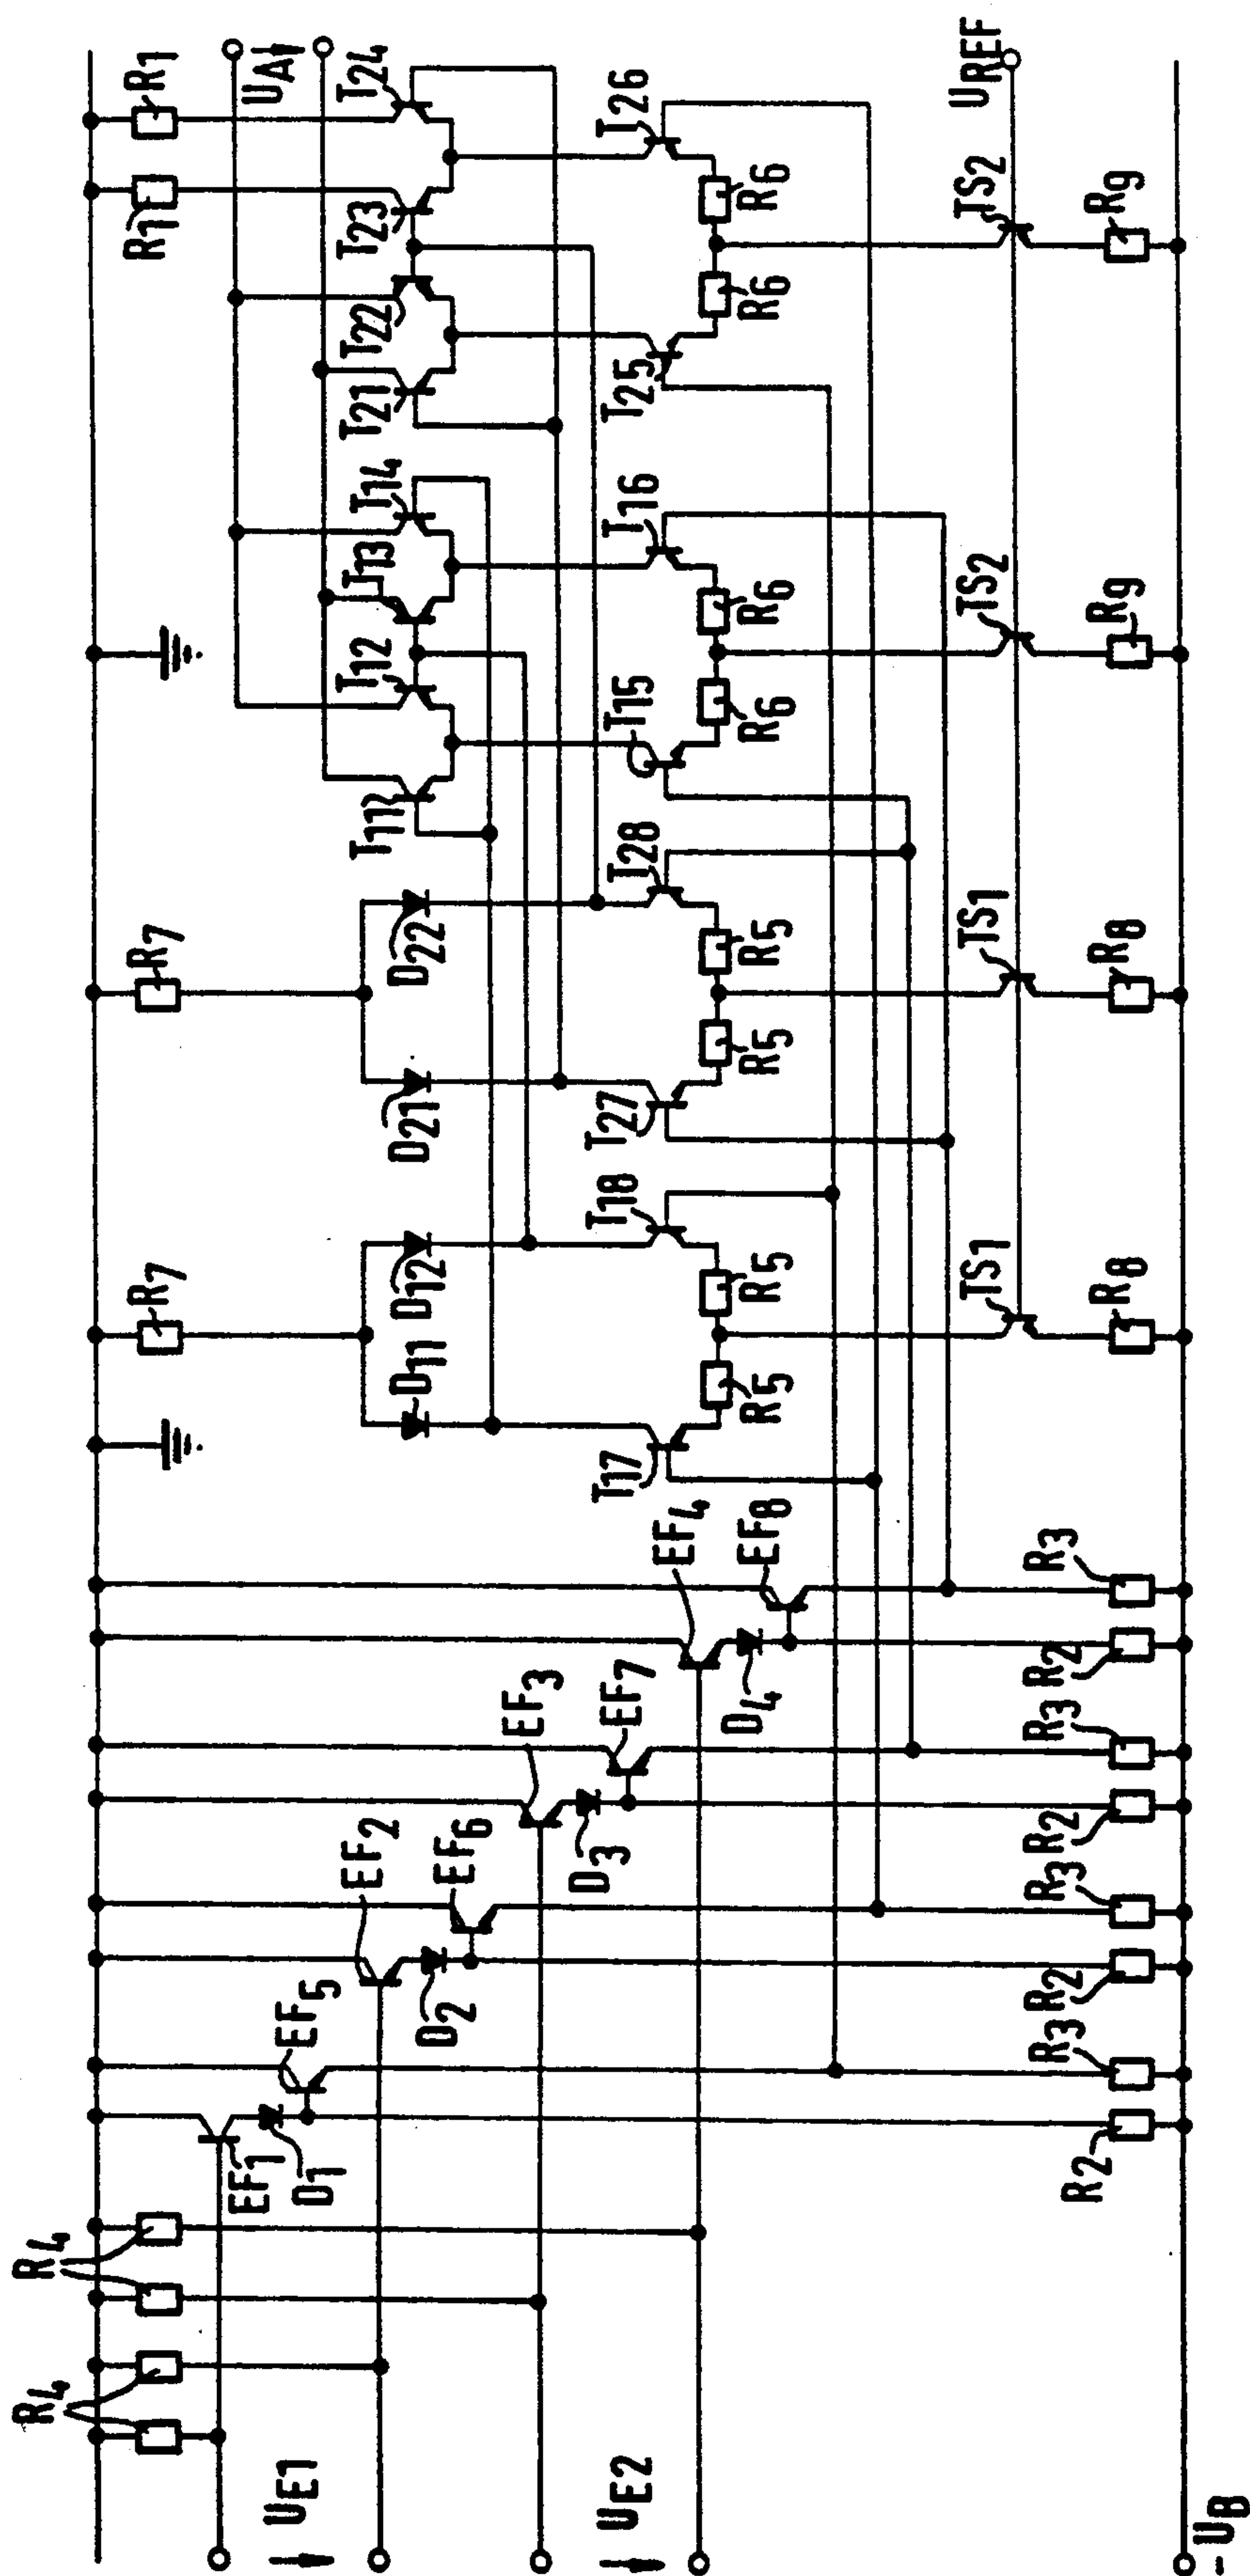 R4
R4
R7
R7
R1
R1
UA
UE1
EF1
D1
EF5
EF2
D2
EF6
D11
D12
D21
D22
T11
T12
T13
T14
T21
T22
T23
T24
UE2
EF3
D3
EF7
EF4
D4
EF8
T17
T18
T27
T28
T15
T16
T25
T26
R5
R5
R5
R5
R6
R6
R6
R6
TS1
TS1
TS2
TS2
UREF
R2
R3
R2
R3
R2
R3
R2
R3
R8
R8
R9
R9
-UB